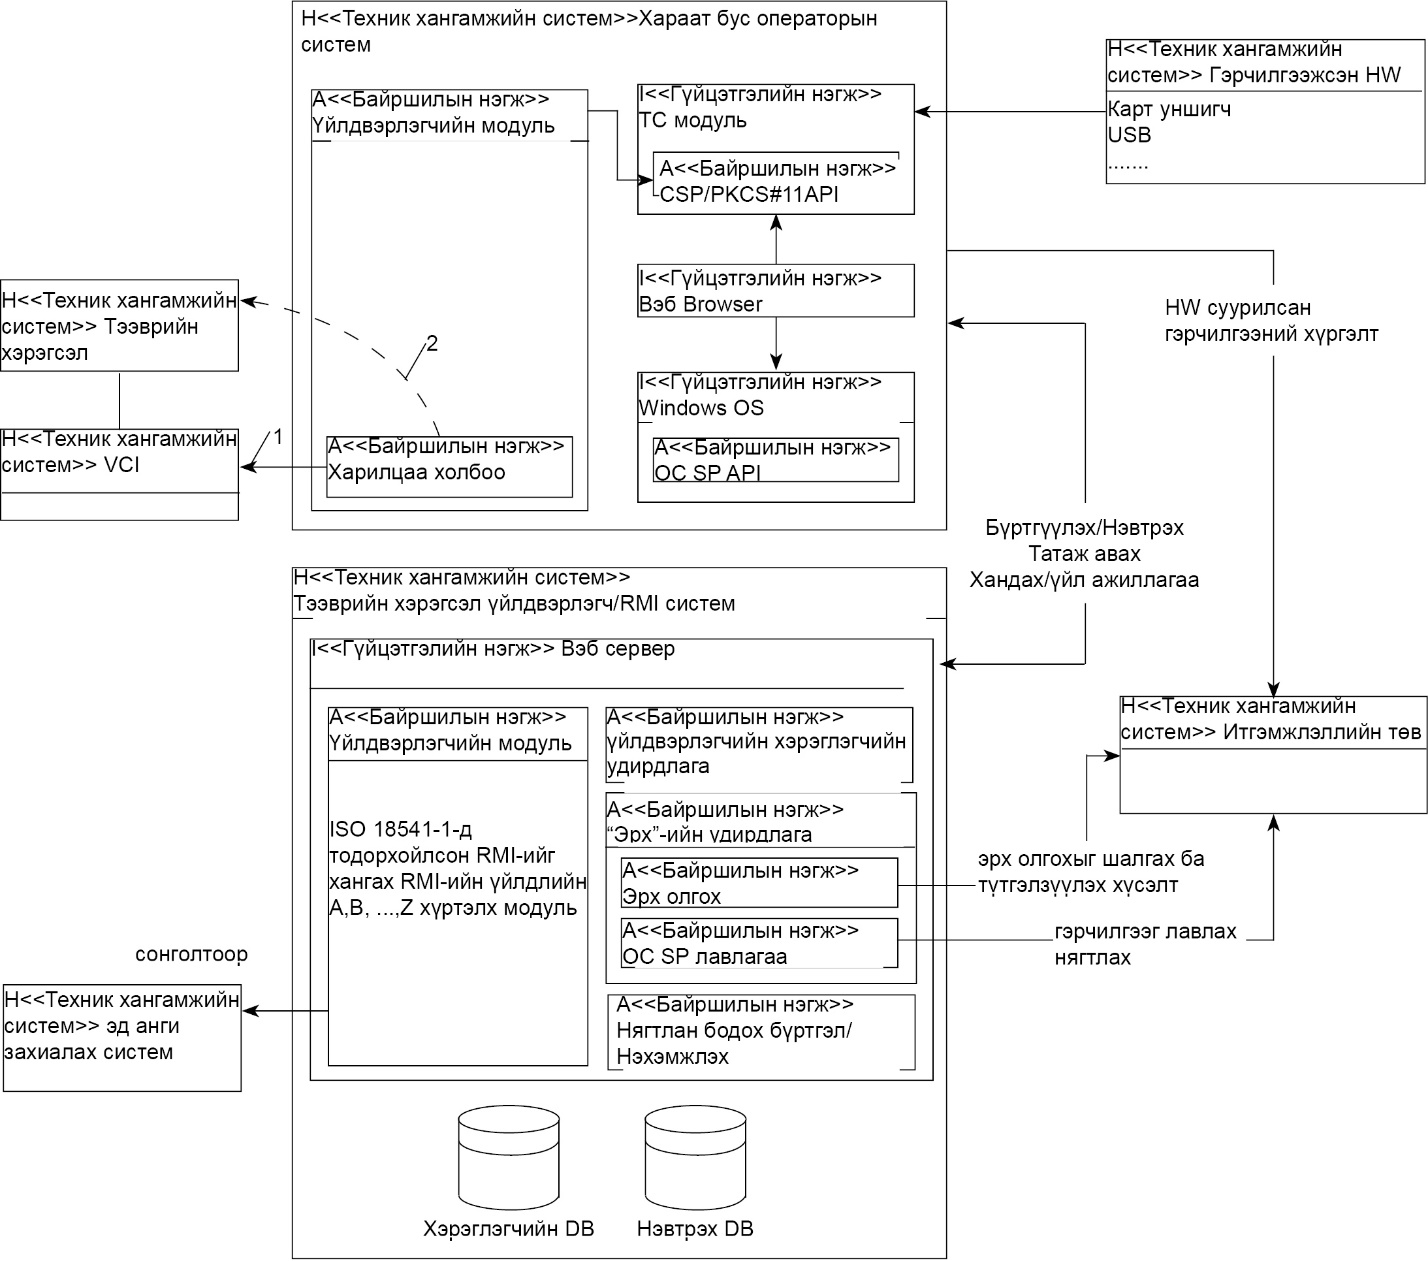 Н<<Техник хангамжийн систем>>Хараат бус операторын
систем
Н<<Техник хангамжийн
систем>> Гэрчилгээжсэн HW
Карт уншигч
USB
.......
А<<Байршилын нэгж>>
Үйлдвэрлэгчийн модуль
I<<Гүйцэтгэлийн нэгж>>
ТС модуль
А<<Байршилын нэгж>>
CSP/PKCS#11API
I<<Гүйцэтгэлийн нэгж>>
Вэб Browser
I<<Гүйцэтгэлийн нэгж>>
Windows OS
А<<Байршилын нэгж>>
OC SP API
Н<<Техник хангамжийн
систем>> Тээврийн
хэрэгсэл
2
Н<<Техник хангамжийн
систем>> VCI
1
А<<Байршилын нэгж>>
Харилцаа холбоо
HW суурилсан
гэрчилгээний хүргэлт
Бүртгүүлэх/Нэвтрэх
Татаж авах
Хандах/үйл ажиллагаа
Н<<Техник хангамжийн систем>>
Тээврийн хэрэгсэл үйлдвэрлэгч/RMI систем
I<<Гүйцэтгэлийн нэгж>> Вэб сервер
А<<Байршилын нэгж>>
Үйлдвэрлэгчийн модуль
ISO 18541-1-д
тодорхойлсон RMI-ийг
хангах RMI-ийн үйлдлийн
A,B, ...,Z хүртэлх модуль
А<<Байршилын нэгж>>
үйлдвэрлэгчийн хэрэглэгчийн
удирдлага
А<<Байршилын нэгж>>
“Эрх”-ийн удирдлага
А<<Байршилын нэгж>>
Эрх олгох
А<<Байршилын нэгж>>
OC SP лавлагаа
А<<Байршилын нэгж>>
Нягтлан бодох бүртгэл/
Нэхэмжлэх
Н<<Техник хангамжийн
систем>> Итгэмжлэллийн төв
эрх олгохыг шалгах ба
түтгэлзүүлэх хүсэлт
гэрчилгээг лавлах
нягтлах
сонголтоор
Н<<Техник хангамжийн
систем>> эд анги
захиалах систем
Хэрэглэгчийн DB
Нэвтрэх DB